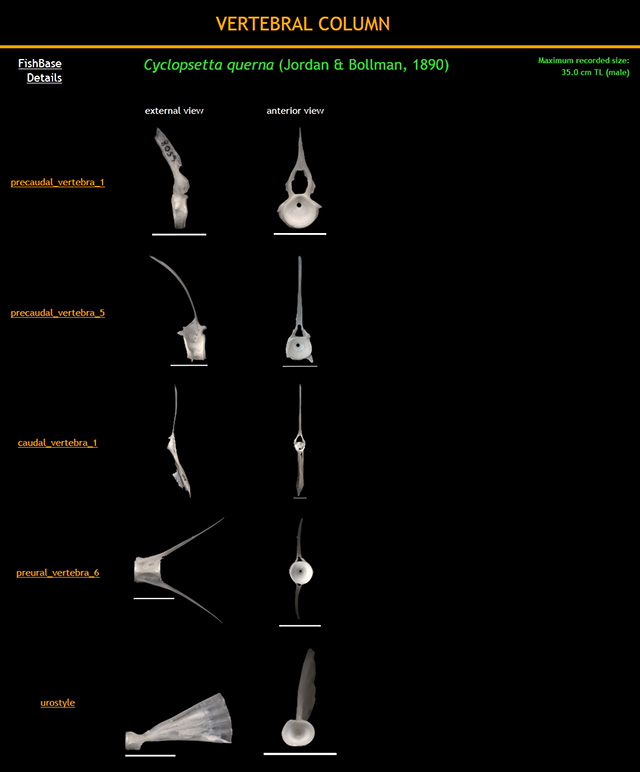 VERTEBRAL COLUMN
FishBase
Details
Cyclopsetta querna (Jordan & Bollman, 1890)
Maximum recorded size:
35.0 cm TL (male)
external view
anterior view
precaudal_vertebra_1
precaudal_vertebra_5
caudal_vertebra_1
preural_vertebra_6
urostyle